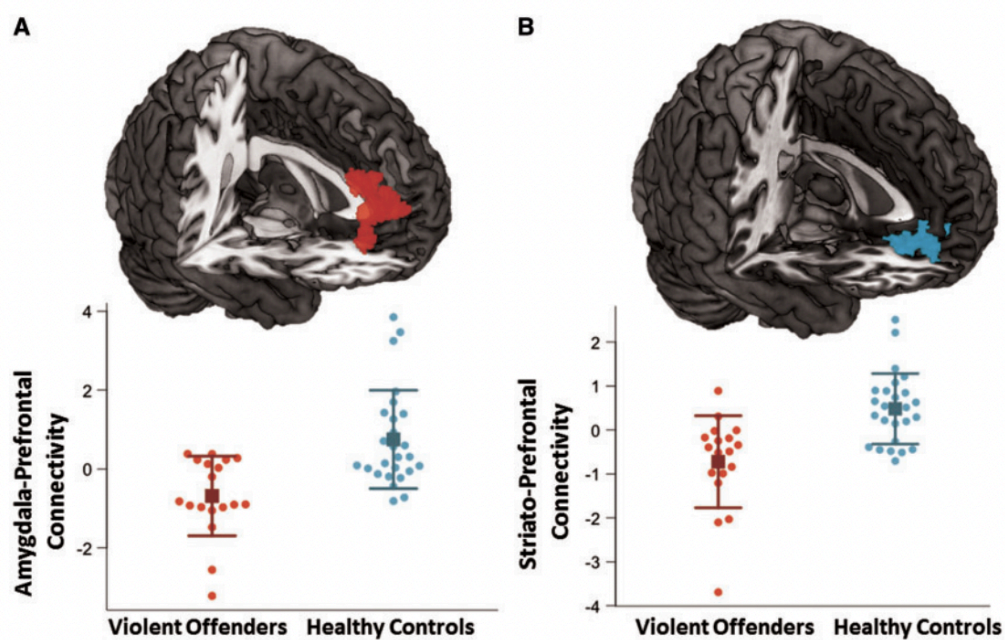 A
B
Amygdala-Prefrontal
Connectivity
4
2
0
-2
Violent Offenders
Healthy Controls
Striato-Prefrontal
Connectivity
2
1
0
-1
-2
-3
-4
Violent Offenders
Healthy Controls